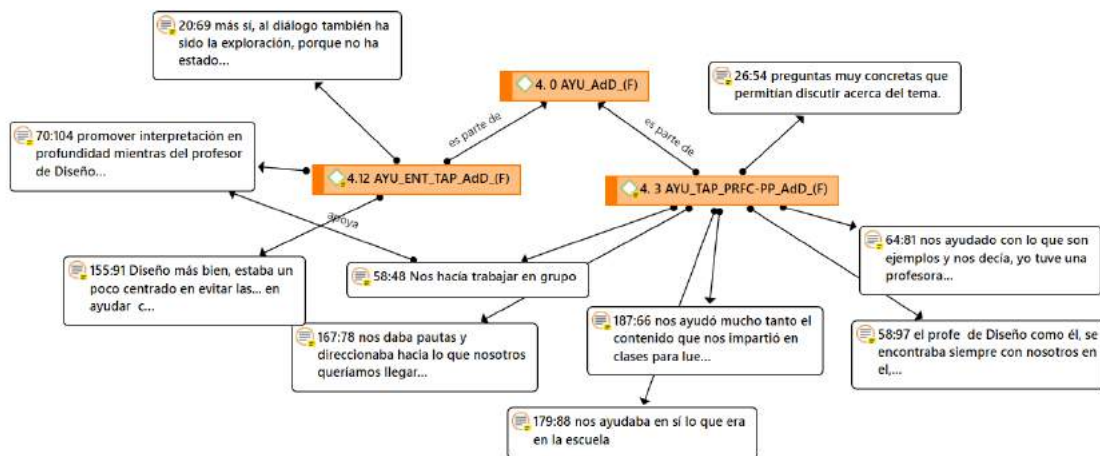 20:69 más sí, al diálogo también ha
sido la exploración, porque no ha
estado...
4. 0 AYU_AdD_(F)
26:54 preguntas muy concretas que
permitían discutir acerca del tema.
es parte de
es parte de
70:104 promover interpretación en
profundidad mientras del profesor
de Diseño...
4.12 AYU_ENT_TAP_AdD_(F)
4. 3 AYU_TAP_PRFC-PP_AdD_(F)
apoya
64:81 nos ayudado con lo que son
ejemplos y nos decía, yo tuve una
profesora...
155:91 Diseño más bien, estaba un
poco centrado en evitar las... en
ayudar c...
58:48 Nos hacía trabajar en grupo
167:78 nos daba pautas y
direccionaba hacia lo que nosotros
queríamos llegar...
187:66 nos ayudó mucho tanto el
contenido que nos impartió en
clases para lue...
58:97 el profe de Diseño como él, se
encontraba siempre con nosotros en
el,...
179:88 nos ayudaba en sí lo que era
en la escuela